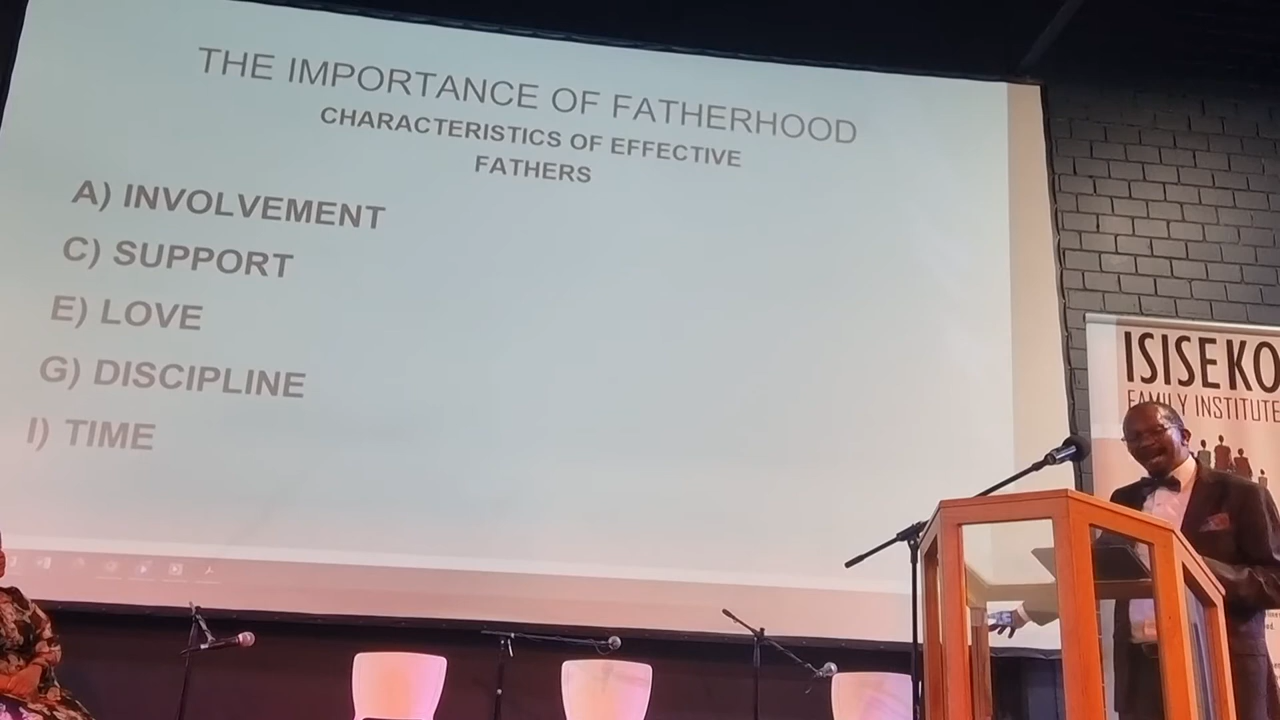 THE IMPORTANCE OF FATHERHOOD
CHARACTERISTICS OF EFFECTIVE
FATHERS
A) INVOLVEMENT
C) SUPPORT
E) LOVE
G) DISCIPLINE
I) TIME
ISISEKO
FAMILY INSTITUTE